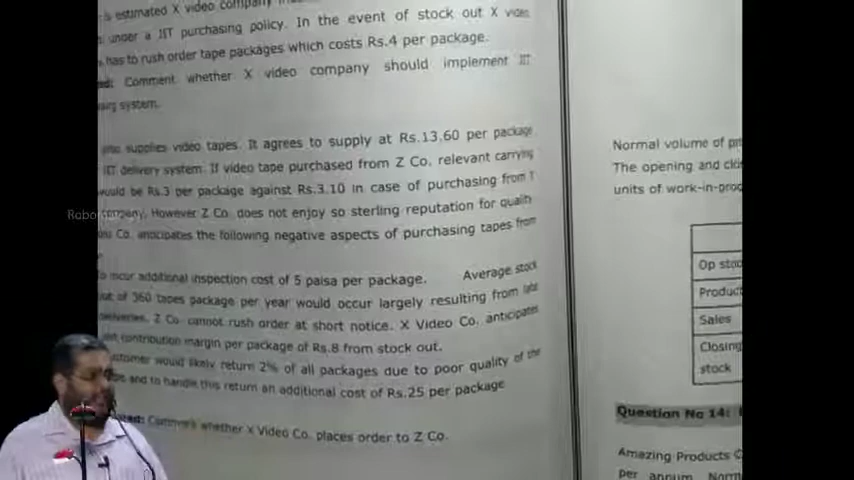 is estimated X video company
under a JIT purchasing policy. In the event of stock out X video
has to rush order tape packages which costs Rs.4 per package.
Comment whether X video company should implement JIT
system.
supplies video tapes. It agrees to supply at Rs.13.60 per package
JIT delivery system. If video tape purchased from Z Co. relevant carrying
would be Rs.3 per package against Rs.3.10 in case of purchasing from
company. However Z Co. does not enjoy so sterling reputation for quality
Co. anticipates the following negative aspects of purchasing tapes from
incur additional inspection cost of 5 paisa per package. Average stock
out of 360 tapes package per year would occur largely resulting from late
deliveries. Z Co. cannot rush order at short notice. X Video Co. anticipates
contribution margin per package of Rs.8 from stock out.
customer would likely return 2% of all packages due to poor quality of the
and to handle this return an additional cost of Rs.25 per package
Comment whether X Video Co. places order to Z Co.
Normal volume of
The opening and
units of work-in-
Op
Sales
Closing
stock
Question No 14:
Amazing Products
per annum.